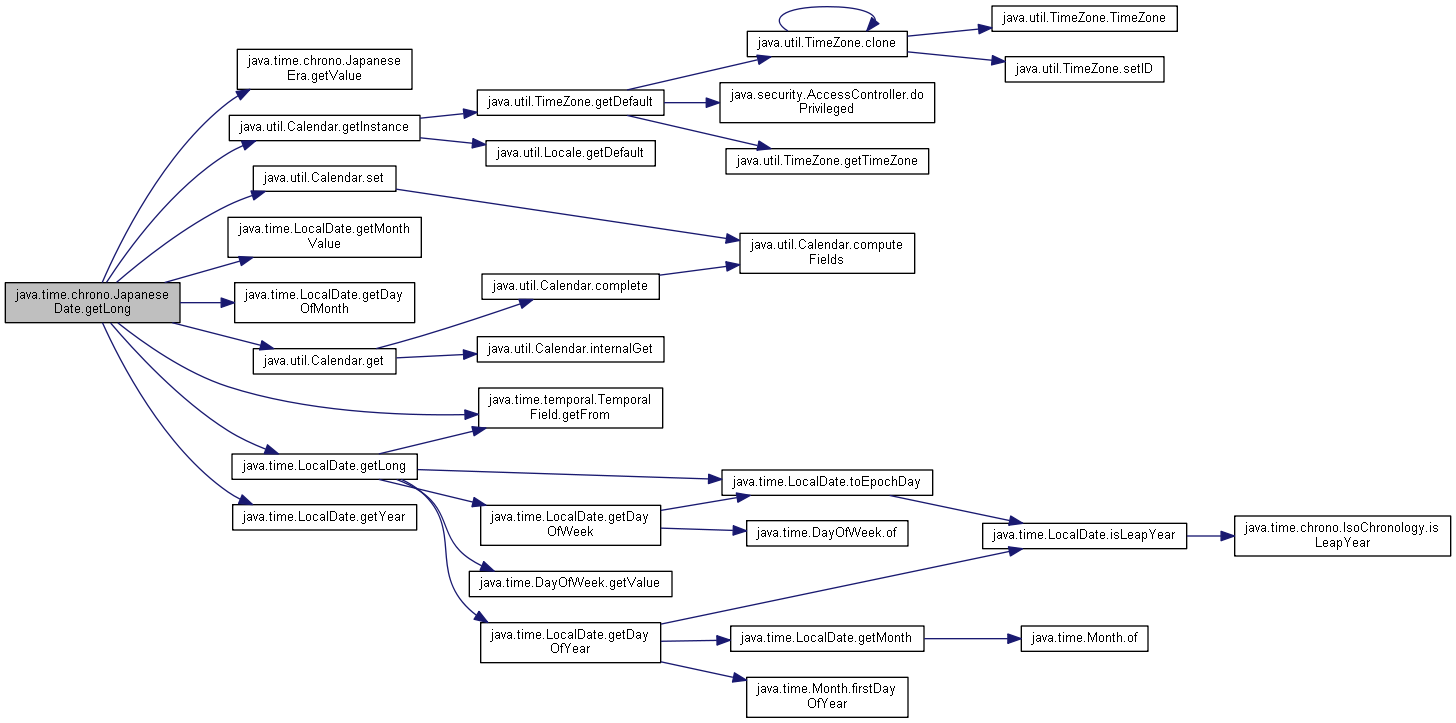 java.util.TimeZone.TimeZone
java.util.TimeZone.clone
java.time.chrono.Japanese
Era.getValue
java.util.TimeZone.setID
java.util.TimeZone.getDefault
java.security.AccessController.do
Privileged
java.util.Calendar.getInstance
java.util.Locale.getDefault
java.util.TimeZone.getTimeZone
java.util.Calendar.set
java.time.LocalDate.getMonth
Value
java.util.Calendar.compute
Fields
java.util.Calendar.complete
java.time.chrono.Japanese
Date.getLong
java.time.LocalDate.getDay
OfMonth
java.util.Calendar.get
java.util.Calendar.internalGet
java.time.temporal.Temporal
Field.getFrom
java.time.LocalDate.getLong
java.time.LocalDate.toEpochDay
java.time.LocalDate.getYear
java.time.LocalDate.getDay
OfWeek
java.time.DayOfWeek.of
java.time.LocalDate.isLeapYear
java.time.chrono.IsoChronology.is
LeapYear
java.time.DayOfWeek.getValue
java.time.LocalDate.getDay
OfYear
java.time.LocalDate.getMonth
java.time.Month.of
java.time.Month.firstDay
OfYear